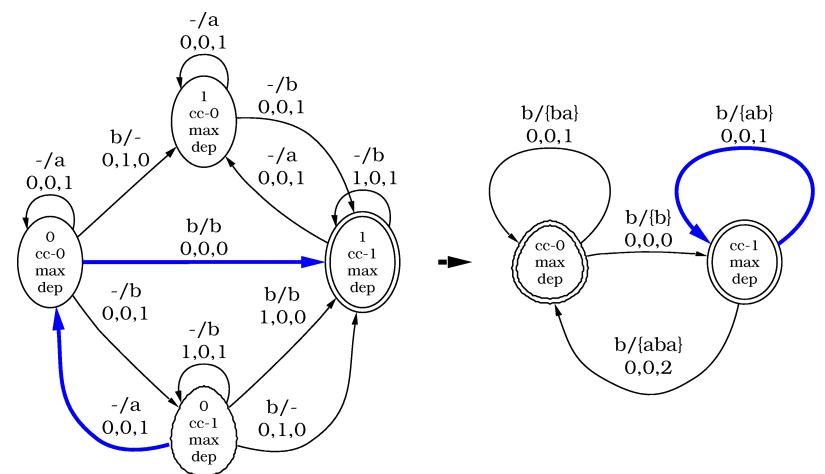 -/a
0,0,1
1
cc-0
max
dep
-/b
0,0,1
b/-
0,1,0
-/a
0,0,1
-/b
1,0,1
-/a
0,0,1
0
cc-0
max
dep
b/b
0,0,0
1
cc-1
max
dep
-/b
0,0,1
b/b
1,0,0
-/b
1,0,1
-/a
0,0,1
0
cc-1
max
dep
b/-
0,1,0
b/{ba}
0,0,1
b/{ab}
0,0,1
b/{b}
0,0,0
cc-0
max
dep
cc-1
max
dep
b/{aba}
0,0,2